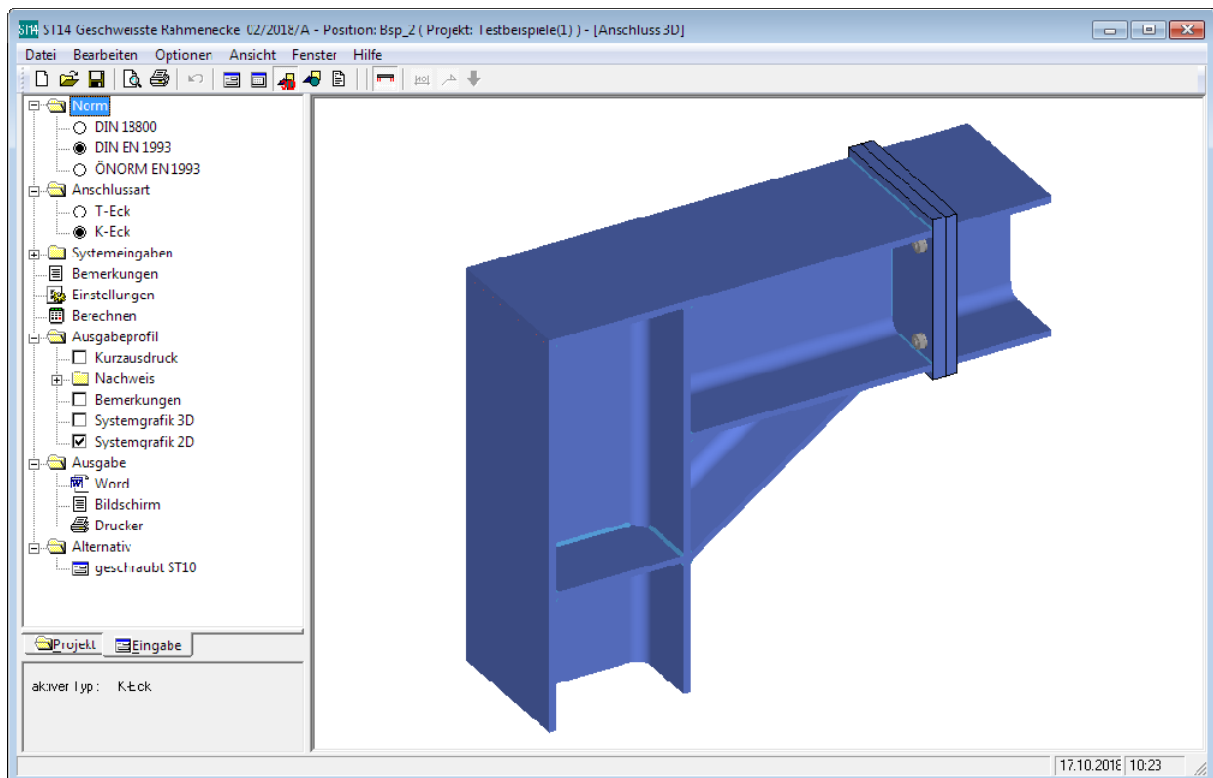 ST14 ST14 Geschweisste Rahmenecke 02/2018/A - Position: Bsp_2 ( Projekt: Testbeispiele(1) ) - [Anschluss 3D]
Datei Bearbeiten Optionen Ansicht Fenster Hilfe
Norm
DIN 18800
DIN EN 1993
ÖNORM EN 1993
Anschlussart
T-Eck
K-Eck
Systemeingaben
Bemerkungen
Einstellungen
Berechnen
Ausgabeprofil
Kurzausdruck
Nachweis
Bemerkungen
Systemgrafik 3D
Systemgrafik 2D
Ausgabe
Word
Bildschirm
Drucker
Alternativ
geschraubt ST10
Projekt Eingabe
aktiver Typ : K-Eck
17.10.2018 10:23